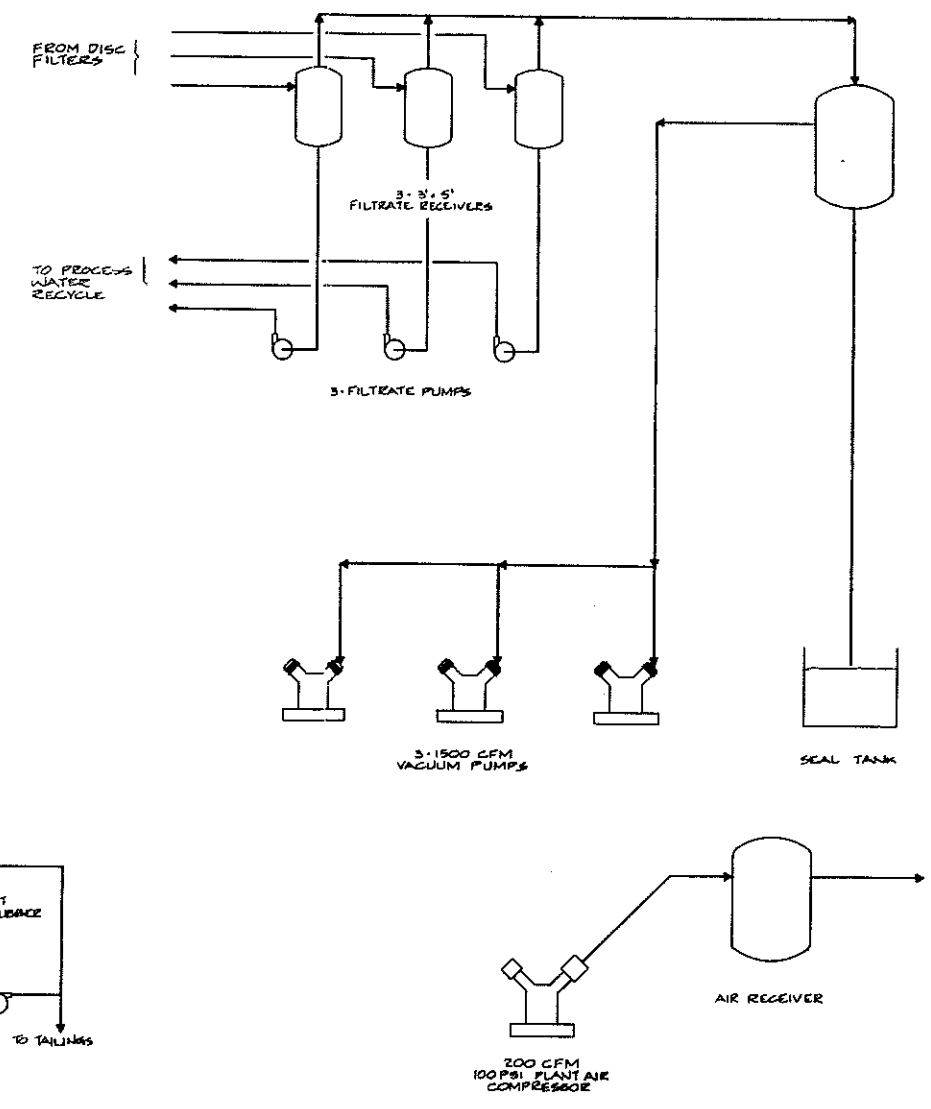 FROM DISC
FILTERS
3-3'x5'
FILTRATE RECEIVERS
TO PROCESS
WATER
RECYCLE
3-FILTRATE PUMPS
3-1500 CFM
VACUUM PUMPS
SEAL TANK
TO TAILINGS
AIR RECEIVER
200 CFM
100 PSI PLANT AIR
COMPRESSOR